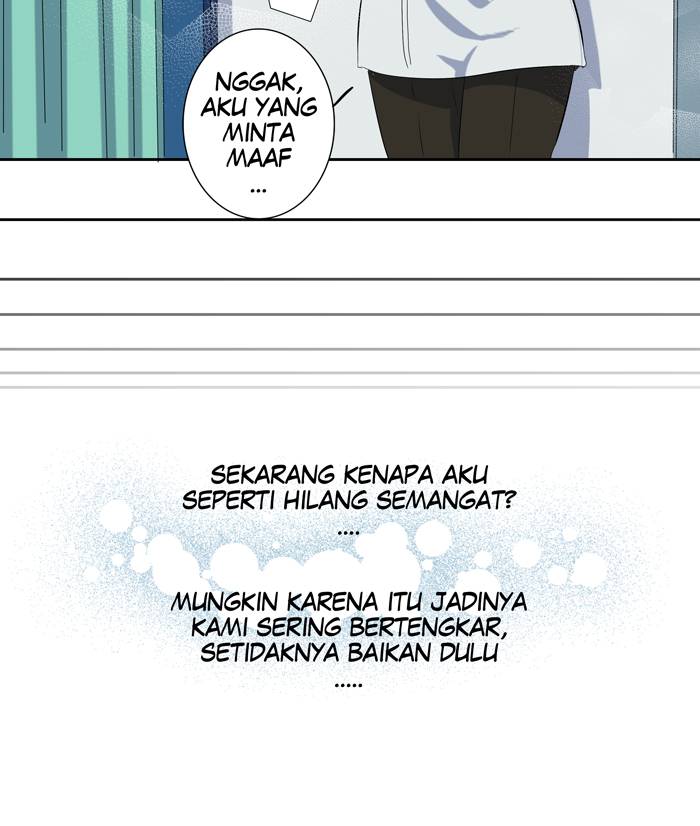 NGGAK,
AKU YANG
MINTA
MAAF
...
SEKARANG KENAPA AKU
SEPERTI HILANG SEMANGAT?
....
MUNGKIN KARENA ITU JADINYA
KAMI SERING BERTENGKAR,
SETIDAKNYA BAIKAN DULU
.....